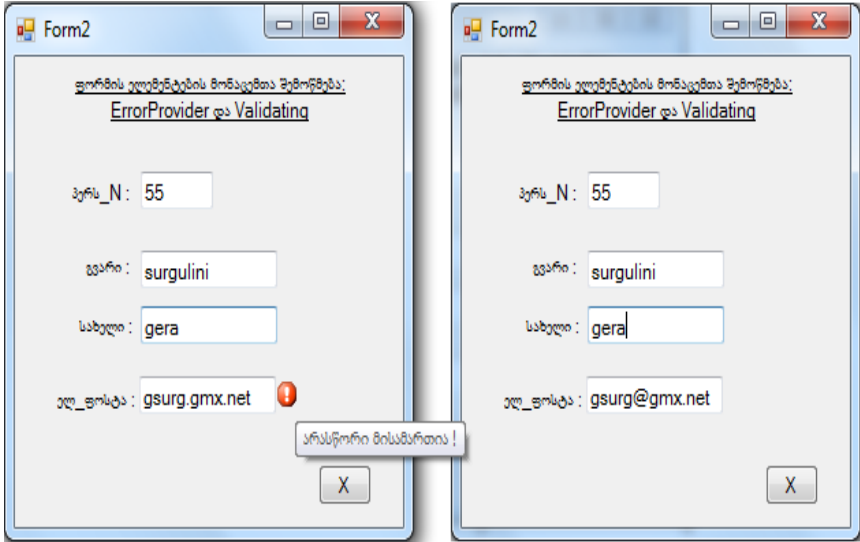 Form2
X
ფორმის ელემენტების მონაცემთა შემოწმება:
ErrorProvider და Validating
პერს_N : 55
გვარი : surgulini
სახელი : gera
ელ_ფოსტა : gsurg.gmx.net
არასწორი მისამართია !
X
Form2
X
ფორმის ელემენტების მონაცემთა შემოწმება:
ErrorProvider და Validating
პერს_N : 55
გვარი : surgulini
სახელი : gera
ელ_ფოსტა : gsurg@gmx.net
X